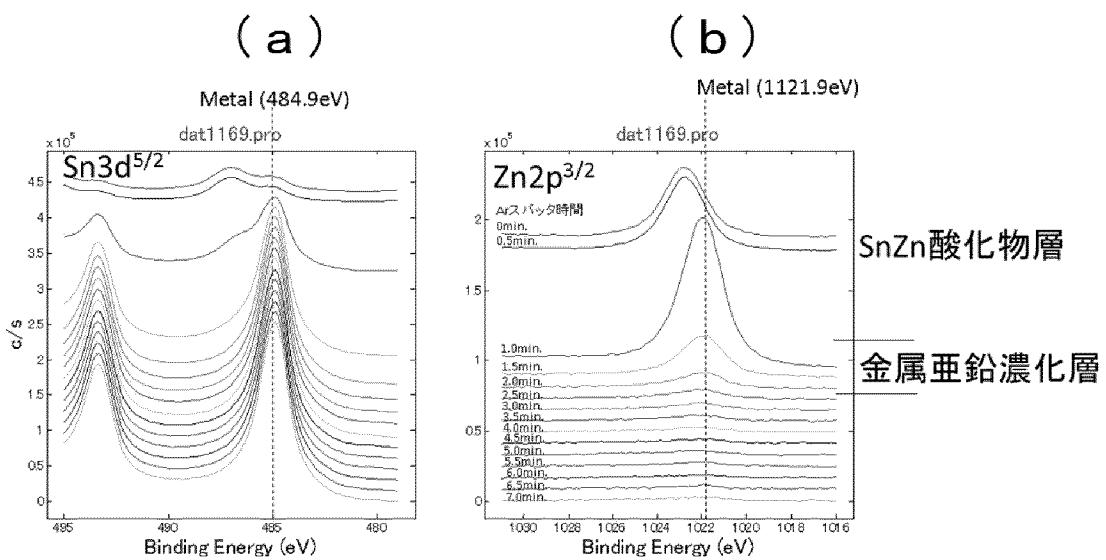 (a)
Metal (484.9eV)
dat1169.pro
×10⁵
Sn3d5/2
4.5
4
3.5
3
2.5
2
1.5
1
0.5
0
c/s
495
490
485
480
Binding Energy (eV)
(b)
Metal (1121.9eV)
dat1169.pro
×10⁵
Zn2p3/2
Arスパッタ時間
0min.
0.5min.
1.0min.
1.5min.
2.0min.
2.5min.
3.0min.
3.5min.
4.0min.
4.5min.
5.0min.
5.5min.
6.0min.
6.5min.
7.0min.
2
1.5
1
0.5
0
1030
1028
1026
1024
1022
1020
1018
1016
Binding Energy (eV)
SnZn酸化物層
金属亜鉛濃化層